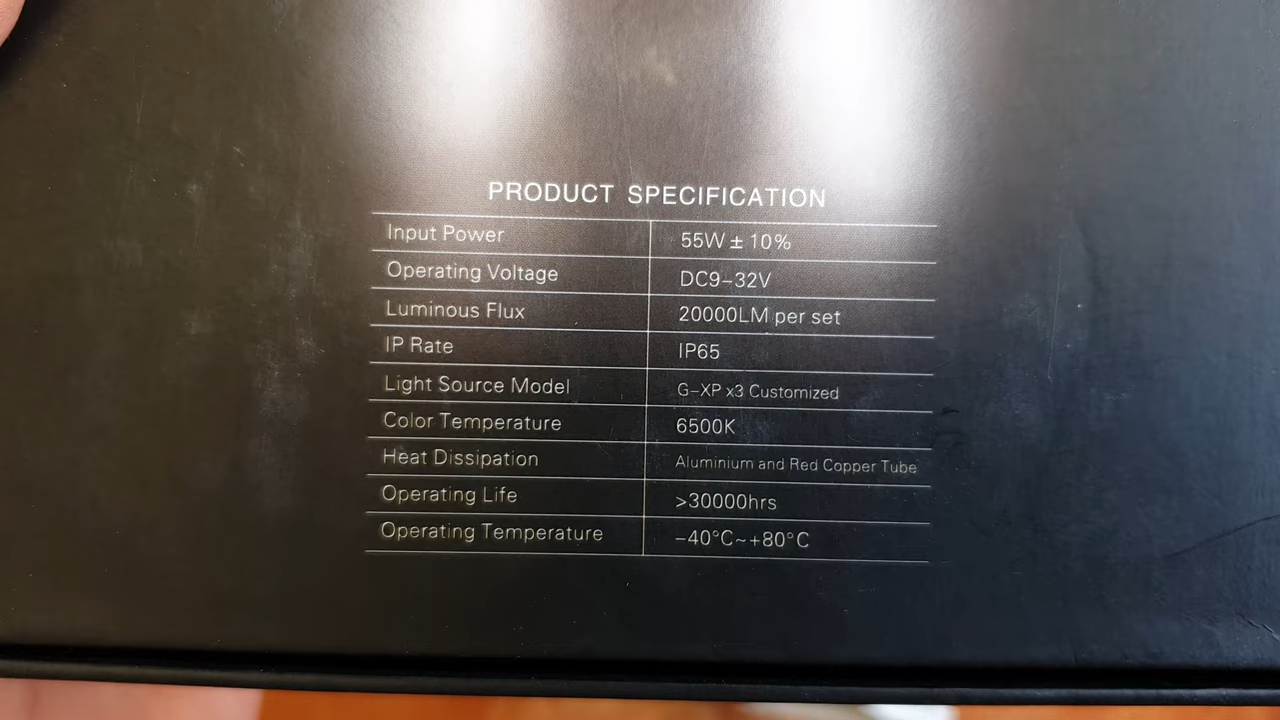 PRODUCT SPECIFICATION
Input Power 55W ± 10%
Operating Voltage DC9-32V
Luminous Flux 20000LM per set
IP Rate IP65
Light Source Model G-XP x3 Customized
Color Temperature 6500K
Heat Dissipation Aluminium and Red Copper Tube
Operating Life >30000hrs
Operating Temperature -40°C~+80°C